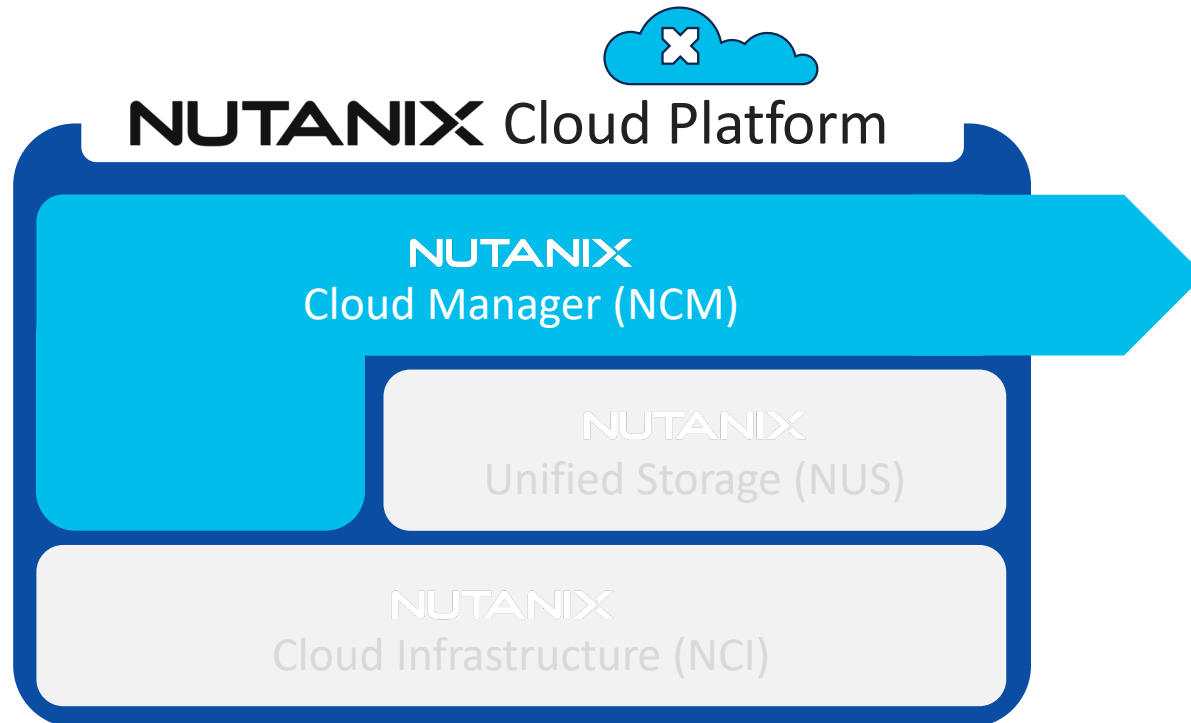 NUTANIX Cloud Platform
NUTANIX
Cloud Manager (NCM)
NUTANIX
Unified Storage (NUS)
NUTANIX
Cloud Infrastructure (NCI)